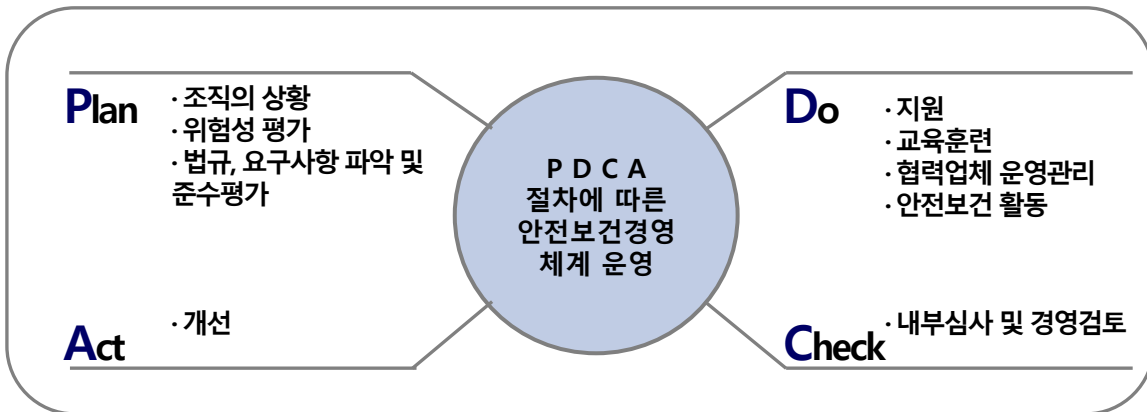 Plan
· 조직의 상황
· 위험성 평가
· 법규, 요구사항 파악 및
준수평가
Do
· 지원
· 교육훈련
· 협력업체 운영관리
· 안전보건 활동
P D C A
절차에 따른
안전보건경영
체계 운영
Act
· 개선
Check
· 내부심사 및 경영검토